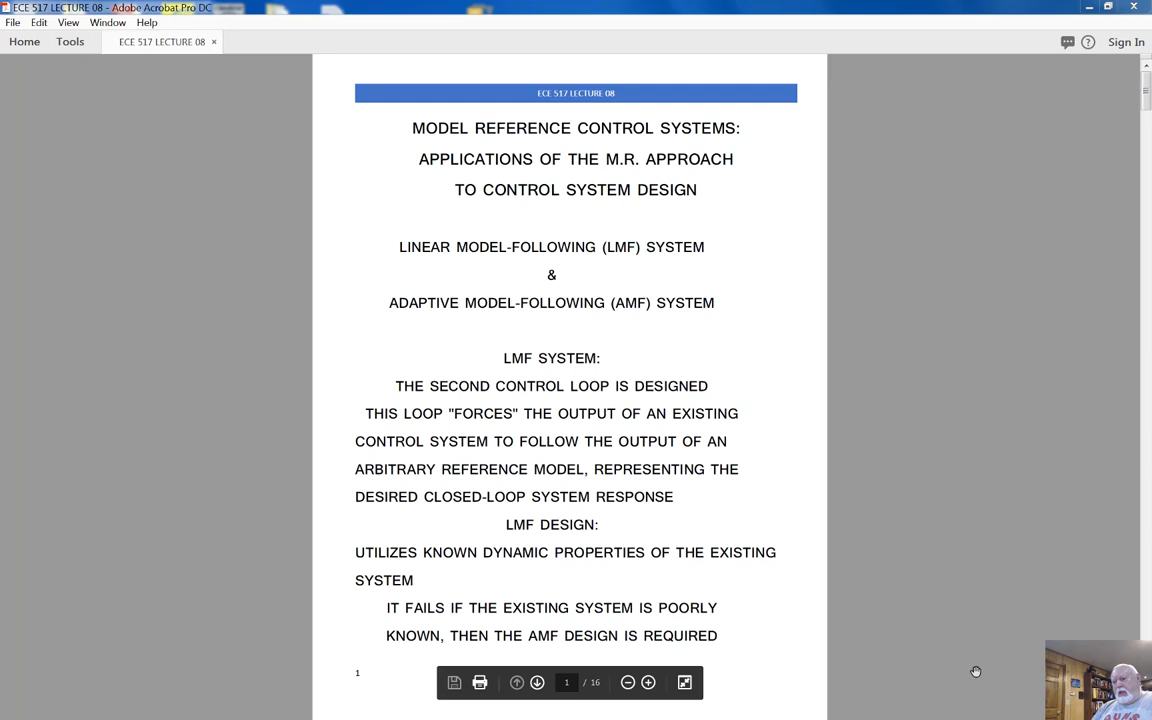 ECE 517 LECTURE 08 - Adobe Acrobat Pro DC
File Edit View Window Help
Home Tools ECE 517 LECTURE 08 × Sign In
ECE 517 LECTURE 08
MODEL REFERENCE CONTROL SYSTEMS:
APPLICATIONS OF THE M.R. APPROACH
TO CONTROL SYSTEM DESIGN
LINEAR MODEL-FOLLOWING (LMF) SYSTEM
&
ADAPTIVE MODEL-FOLLOWING (AMF) SYSTEM
LMF SYSTEM:
THE SECOND CONTROL LOOP IS DESIGNED
THIS LOOP "FORCES" THE OUTPUT OF AN EXISTING
CONTROL SYSTEM TO FOLLOW THE OUTPUT OF AN
ARBITRARY REFERENCE MODEL, REPRESENTING THE
DESIRED CLOSED-LOOP SYSTEM RESPONSE
LMF DESIGN:
UTILIZES KNOWN DYNAMIC PROPERTIES OF THE EXISTING
SYSTEM
IT FAILS IF THE EXISTING SYSTEM IS POORLY
KNOWN, THEN THE AMF DESIGN IS REQUIRED
1
1 / 16